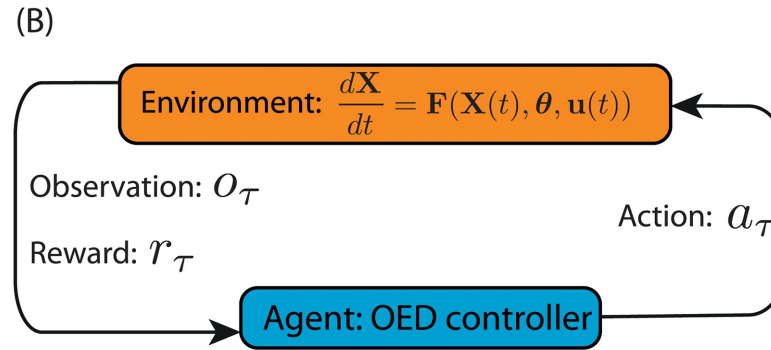 (B)
Environment: d𝐗/dt = 𝐅(𝐗(t), 𝜽, 𝐮(t))
Observation: o_τ
Action: a_τ
Reward: r_τ
Agent: OED controller